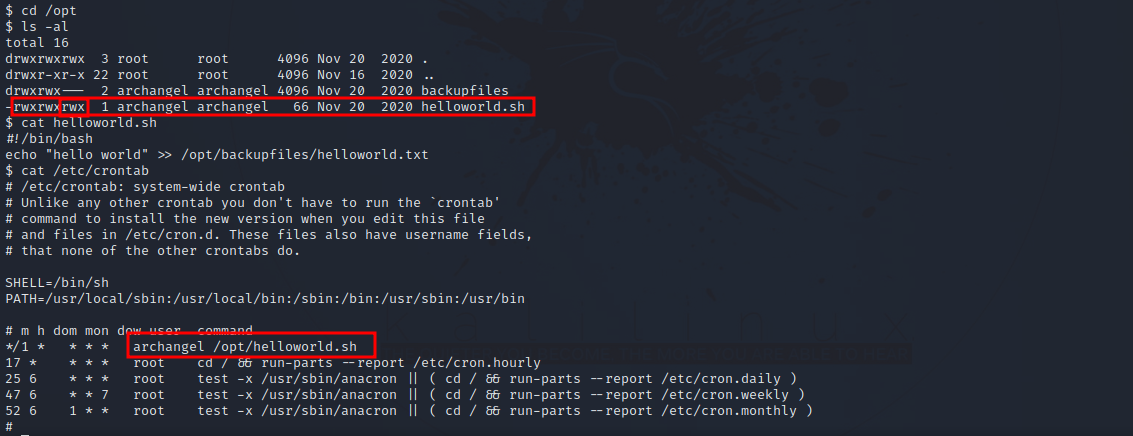 $ cd /opt
$ ls -al
total 16
drwxrwxrwx  3 root      root      4096 Nov 20  2020 .
drwxr-xr-x 22 root      root      4096 Nov 16  2020 ..
drwxrwx---  2 archangel archangel 4096 Nov 20  2020 backupfiles
-rwxrwxrwx  1 archangel archangel   66 Nov 20  2020 helloworld.sh
$ cat helloworld.sh
#!/bin/bash
echo "hello world" >> /opt/backupfiles/helloworld.txt
$ cat /etc/crontab
# /etc/crontab: system-wide crontab
# Unlike any other crontab you don't have to run the `crontab'
# command to install the new version when you edit this file
# and files in /etc/cron.d. These files also have username fields,
# that none of the other crontabs do.

SHELL=/bin/sh
PATH=/usr/local/sbin:/usr/local/bin:/sbin:/bin:/usr/sbin:/usr/bin

# m h dom mon dow user  command
*/1 *   * * *   archangel /opt/helloworld.sh
17 *    * * *   root    cd / && run-parts --report /etc/cron.hourly
25 6    * * *   root    test -x /usr/sbin/anacron || ( cd / && run-parts --report /etc/cron.daily )
47 6    * * 7   root    test -x /usr/sbin/anacron || ( cd / && run-parts --report /etc/cron.weekly )
52 6    1 * *   root    test -x /usr/sbin/anacron || ( cd / && run-parts --report /etc/cron.monthly )
#